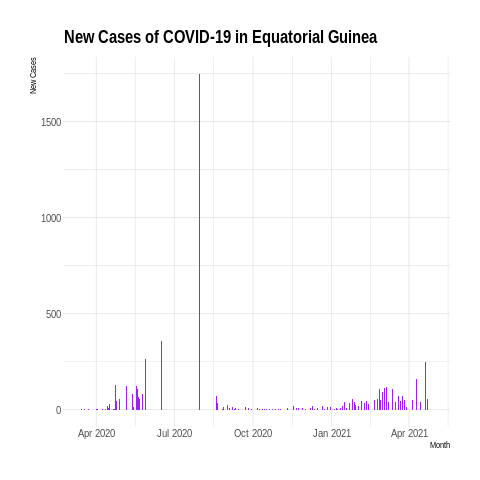 New Cases of COVID-19 in Equatorial Guinea
New Cases
1500
1000
500
0
Apr 2020 Jul 2020 Oct 2020 Jan 2021 Apr 2021
Month